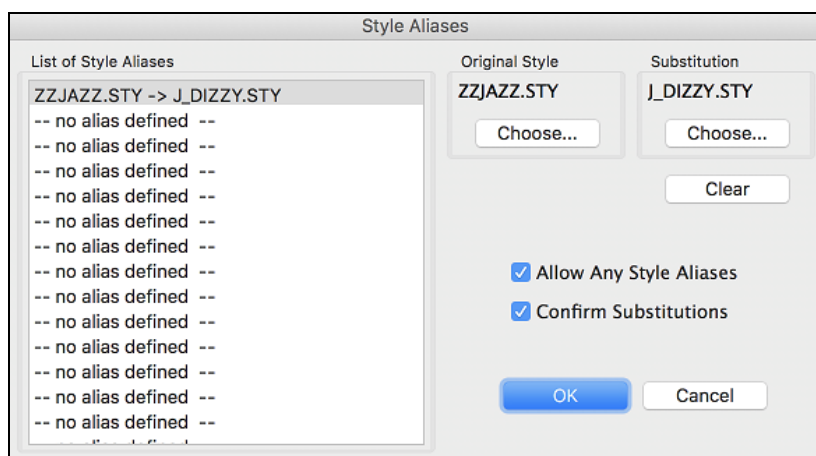 Style Aliases
List of Style Aliases
ZZJAZZ.STY -> J_DIZZY.STY
-- no alias defined --
-- no alias defined --
-- no alias defined --
-- no alias defined --
-- no alias defined --
-- no alias defined --
-- no alias defined --
-- no alias defined --
-- no alias defined --
-- no alias defined --
-- no alias defined --
-- no alias defined --
-- no alias defined --
Original Style
ZZJAZZ.STY
Choose...
Substitution
J_DIZZY.STY
Choose...
Clear
Allow Any Style Aliases
Confirm Substitutions
OK
Cancel